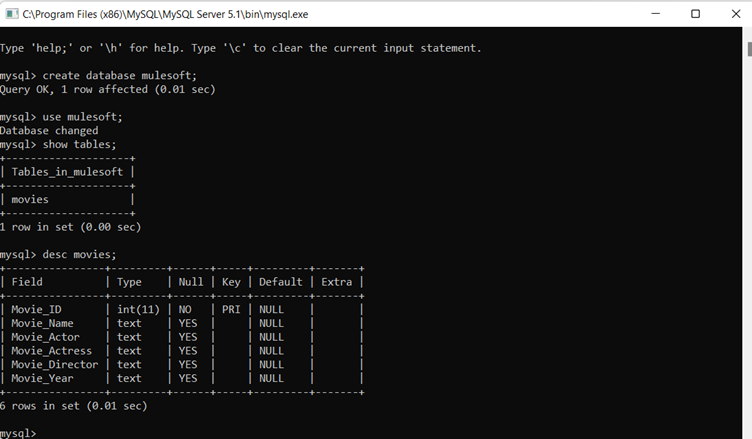 C:\Program Files (x86)\MySQL\MySQL Server 5.1\bin\mysql.exe
Type 'help;' or '\h' for help. Type '\c' to clear the current input statement.
mysql> create database mulesoft;
Query OK, 1 row affected (0.01 sec)
mysql> use mulesoft;
Database changed
mysql> show tables;
+--------------------+
| Tables_in_mulesoft |
+--------------------+
| movies             |
+--------------------+
1 row in set (0.00 sec)
mysql> desc movies;
+----------------+---------+------+-----+---------+-------+
| Field          | Type    | Null | Key | Default | Extra |
+----------------+---------+------+-----+---------+-------+
| Movie_ID       | int(11) | NO   | PRI | NULL    |       |
| Movie_Name     | text    | YES  |     | NULL    |       |
| Movie_Actor    | text    | YES  |     | NULL    |       |
| Movie_Actress  | text    | YES  |     | NULL    |       |
| Movie_Director | text    | YES  |     | NULL    |       |
| Movie_Year     | text    | YES  |     | NULL    |       |
+----------------+---------+------+-----+---------+-------+
6 rows in set (0.01 sec)
mysql>